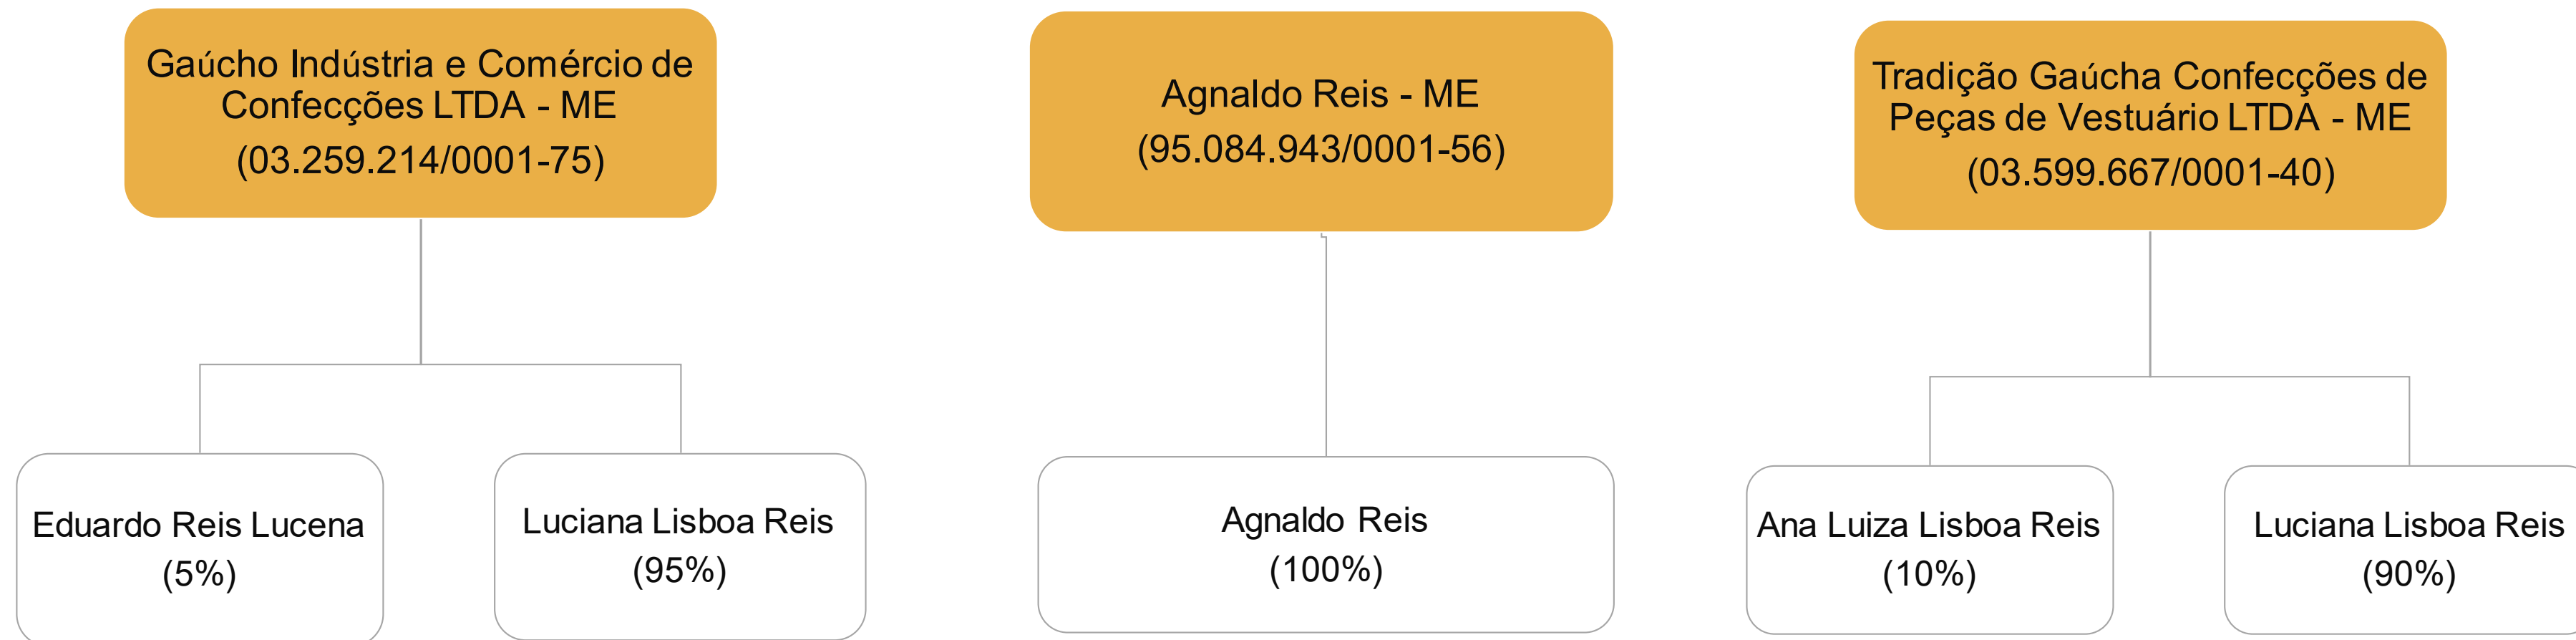 Gaúcho Indústria e Comércio de
Confecções LTDA - ME
(03.259.214/0001-75)
Agnaldo Reis - ME
(95.084.943/0001-56)
Tradição Gaúcha Confecções de
Peças de Vestuário LTDA - ME
(03.599.667/0001-40)
Eduardo Reis Lucena
(5%)
Luciana Lisboa Reis
(95%)
Agnaldo Reis
(100%)
Ana Luiza Lisboa Reis
(10%)
Luciana Lisboa Reis
(90%)